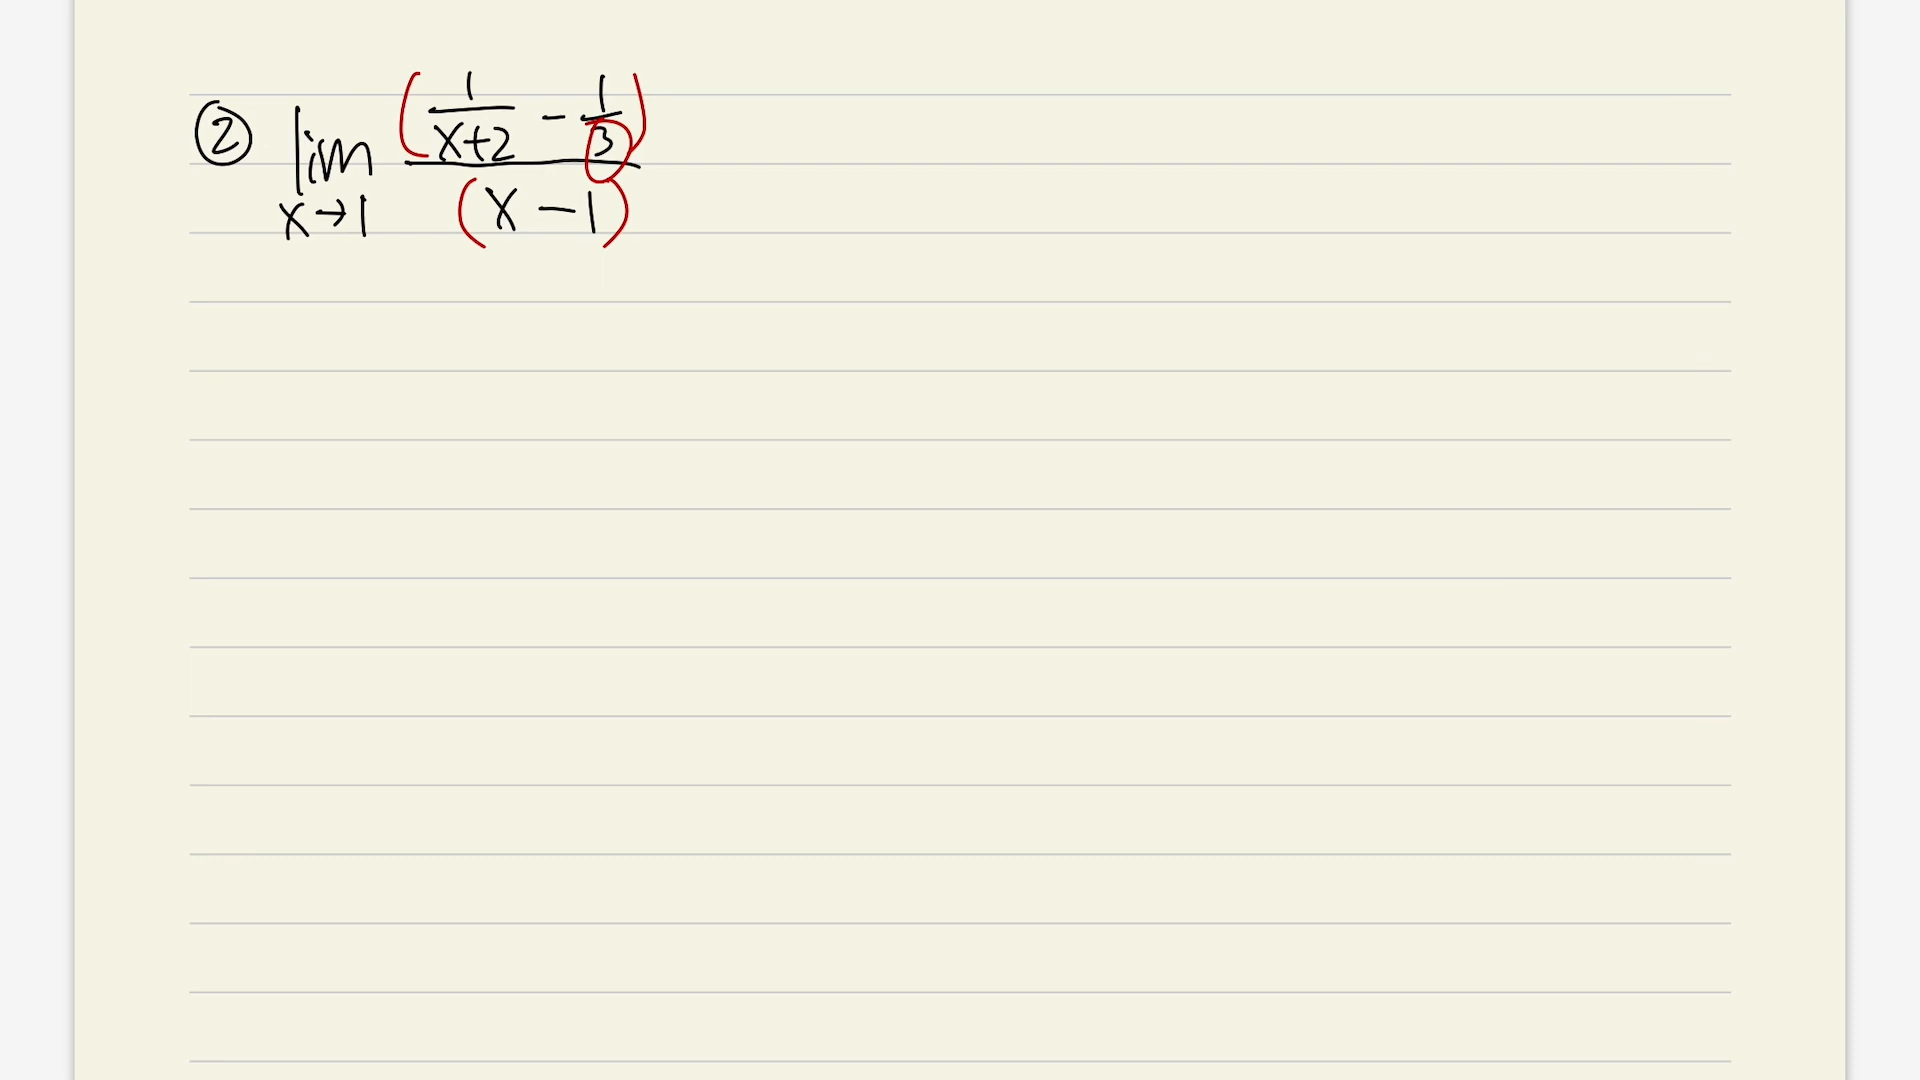 ② lim x→1 (1/(x+2) - 1/3) / (x - 1)